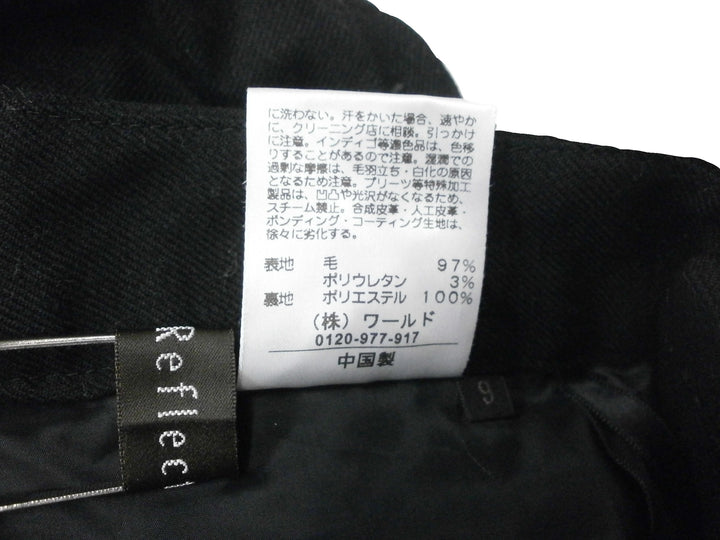 に洗わない。汗をかいた場合、速やか
に、クリーニング店に相談。引っかけ
に注意。インディゴ等濃色品は、色移
りすることがあるので注意。湿潤での
過剰な摩擦は、毛羽立ち・白化の原因
となるため注意。プリーツ等特殊加工
製品は、凹凸や光沢がなくなるため、
スチーム禁止。合成皮革・人工皮革・
ボンディング・コーティング生地は、
徐々に劣化する。
表地 毛 97%
ポリウレタン 3%
裏地 ポリエステル 100%
(株) ワールド
0120-977-917
中国製
Reflect
9